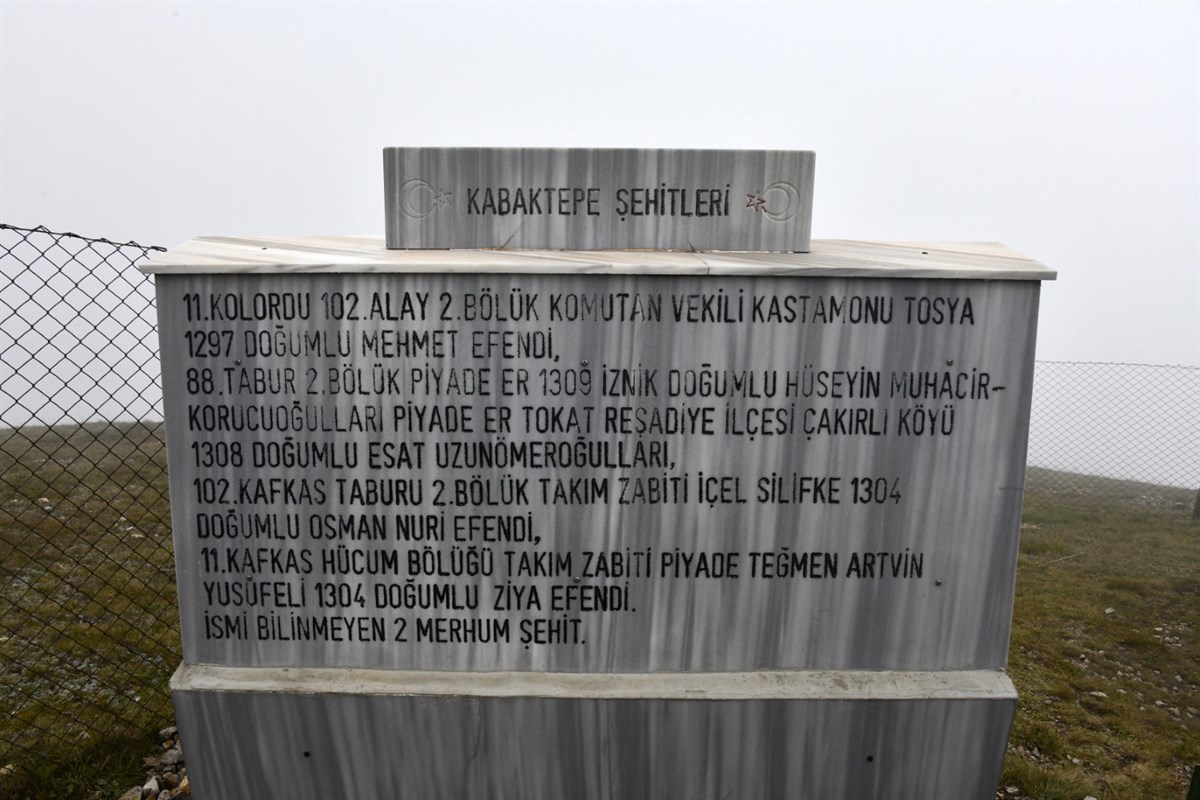 KABAKTEPE ŞEHİTLERİ
11.KOLORDU 102.ALAY 2.BÖLÜK KOMUTAN VEKİLİ KASTAMONU TOSYA
1297 DOĞUMLU MEHMET EFENDİ,
88.TABUR 2.BÖLÜK PİYADE ER 1309 İZNİK DOĞUMLU HÜSEYİN MUHACİR-
KORUCUOĞULLARI PİYADE ER TOKAT REŞADİYE İLÇESİ ÇAKIRLI KÖYÜ
1308 DOĞUMLU ESAT UZUNÖMEROĞULLARI,
102.KAFKAS TABURU 2.BÖLÜK TAKIM ZABİTİ İÇEL SİLİFKE 1304
DOĞUMLU OSMAN NURİ EFENDİ,
11.KAFKAS HÜCUM BÖLÜĞÜ TAKIM ZABİTİ PİYADE TEĞMEN ARTVİN
YUSUFELİ 1304 DOĞUMLU ZİYA EFENDİ.
İSMİ BİLİNMEYEN 2 MERHUM ŞEHİT.